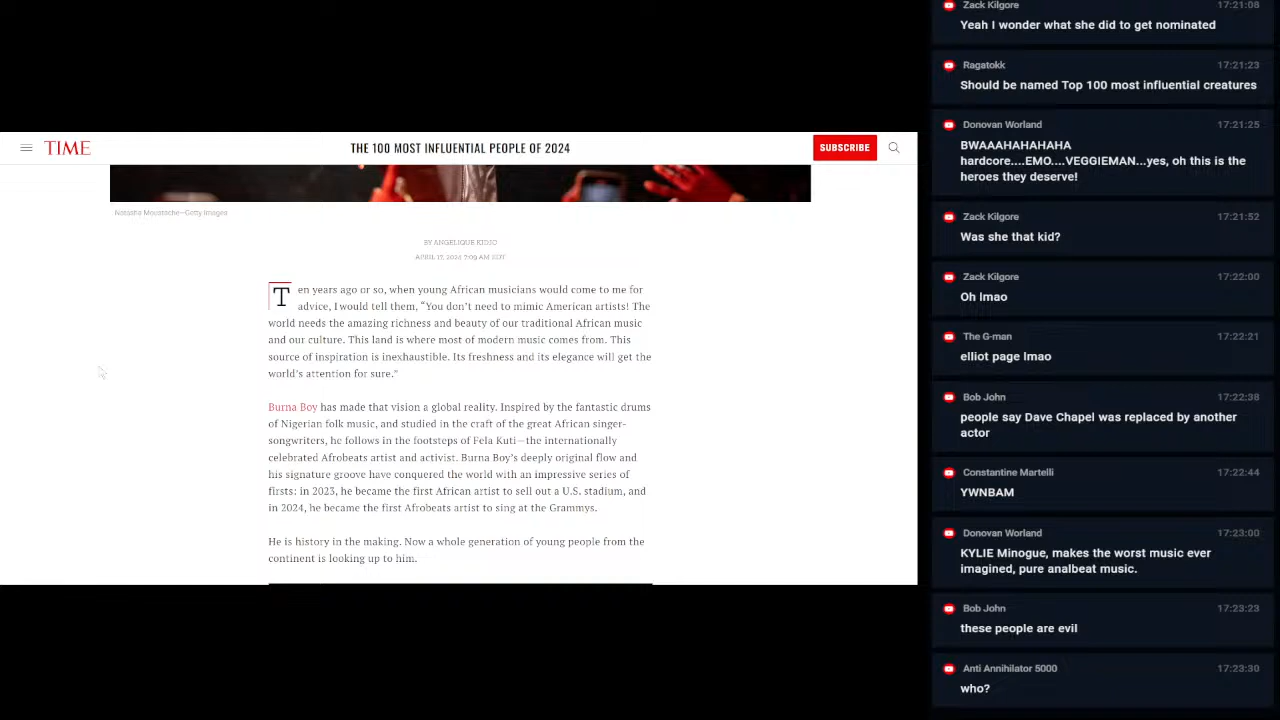 TIME
THE 100 MOST INFLUENTIAL PEOPLE OF 2024
SUBSCRIBE
Natasha Moustache—Getty Images
BY ANGELIQUE KIDJO
APRIL 17, 2024 7:09 AM EDT
Ten years ago or so, when young African musicians would come to me for
advice, I would tell them, “You don’t need to mimic American artists! The
world needs the amazing richness and beauty of our traditional African music
and our culture. This land is where most of modern music comes from. This
source of inspiration is inexhaustible. Its freshness and its elegance will get the
world’s attention for sure.”
Burna Boy has made that vision a global reality. Inspired by the fantastic drums
of Nigerian folk music, and studied in the craft of the great African singer-
songwriters, he follows in the footsteps of Fela Kuti—the internationally
celebrated Afrobeats artist and activist. Burna Boy’s deeply original flow and
his signature groove have conquered the world with an impressive series of
firsts: in 2023, he became the first African artist to sell out a U.S. stadium, and
in 2024, he became the first Afrobeats artist to sing at the Grammys.
He is history in the making. Now a whole generation of young people from the
continent is looking up to him.
Zack Kilgore 17:21:08
Yeah I wonder what she did to get nominated
Ragatokk 17:21:23
Should be named Top 100 most influential creatures
Donovan Worland 17:21:25
BWAAAHAHAHAHA
hardcore....EMO....VEGGIEMAN...yes, oh this is the
heroes they deserve!
Zack Kilgore 17:21:52
Was she that kid?
Zack Kilgore 17:22:00
Oh lmao
The G-man 17:22:21
elliot page lmao
Bob John 17:22:38
people say Dave Chapel was replaced by another
actor
Constantine Martelli 17:22:44
YWNBAM
Donovan Worland 17:23:00
KYLIE Minogue, makes the worst music ever
imagined, pure analbeat music.
Bob John 17:23:23
these people are evil
Anti Annihilator 5000 17:23:30
who?